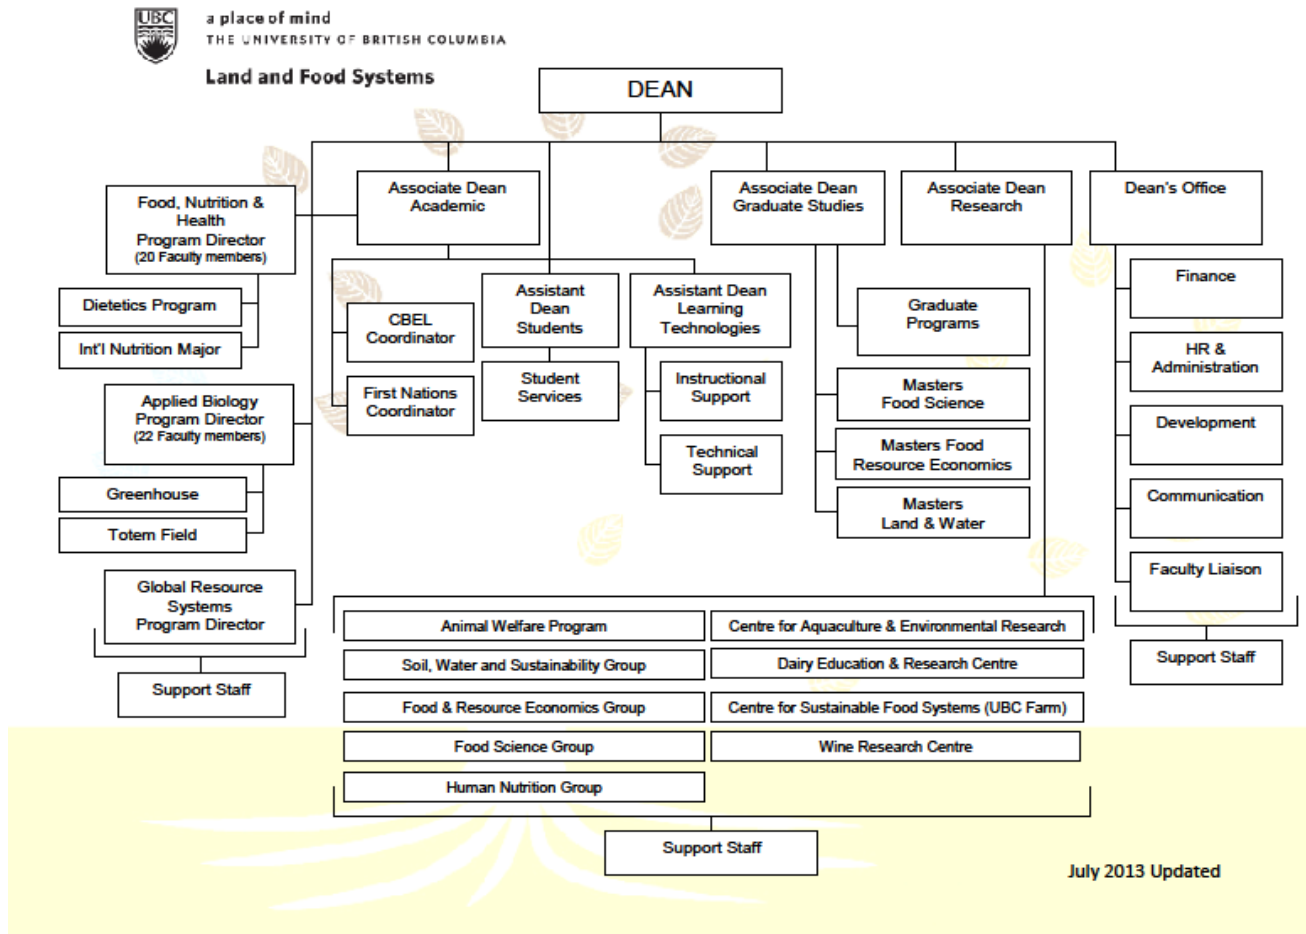 UBC
a place of mind
THE UNIVERSITY OF BRITISH COLUMBIA
Land and Food Systems
DEAN
Food, Nutrition &
Health
Program Director
(20 Faculty members)
Dietetics Program
Int'l Nutrition Major
Applied Biology
Program Director
(22 Faculty members)
Greenhouse
Totem Field
Global Resource
Systems
Program Director
Support Staff
Associate Dean
Academic
CBEL
Coordinator
First Nations
Coordinator
Assistant
Dean
Students
Student
Services
Assistant Dean
Learning
Technologies
Instructional
Support
Technical
Support
Associate Dean
Graduate Studies
Graduate
Programs
Masters
Food Science
Masters Food
Resource Economics
Masters
Land & Water
Associate Dean
Research
Animal Welfare Program
Soil, Water and Sustainability Group
Food & Resource Economics Group
Food Science Group
Human Nutrition Group
Centre for Aquaculture & Environmental Research
Dairy Education & Research Centre
Centre for Sustainable Food Systems (UBC Farm)
Wine Research Centre
Support Staff
Dean's Office
Finance
HR &
Administration
Development
Communication
Faculty Liaison
Support Staff
July 2013 Updated